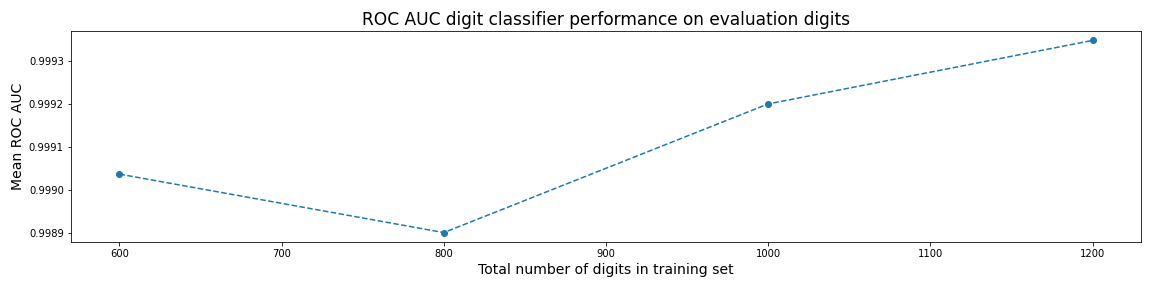 ROC AUC digit classifier performance on evaluation digits
Mean ROC AUC
0.9993
0.9992
0.9991
0.9990
0.9989
600 700 800 900 1000 1100 1200
Total number of digits in training set